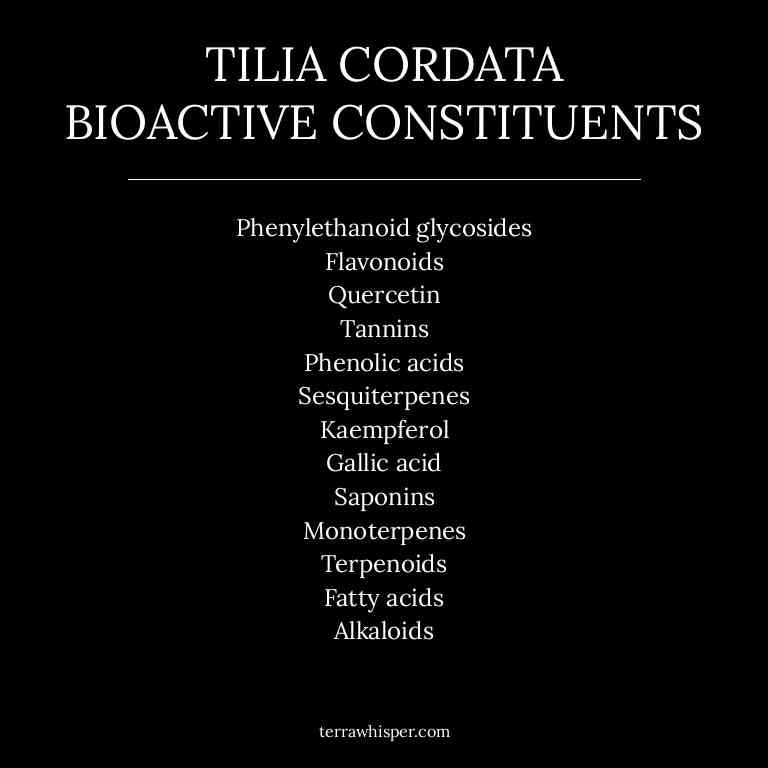 TILIA CORDATA
BIOACTIVE CONSTITUENTS
Phenylethanoid glycosides
Flavonoids
Quercetin
Tannins
Phenolic acids
Sesquiterpenes
Kaempferol
Gallic acid
Saponins
Monoterpenes
Terpenoids
Fatty acids
Alkaloids
terrawhisper.com